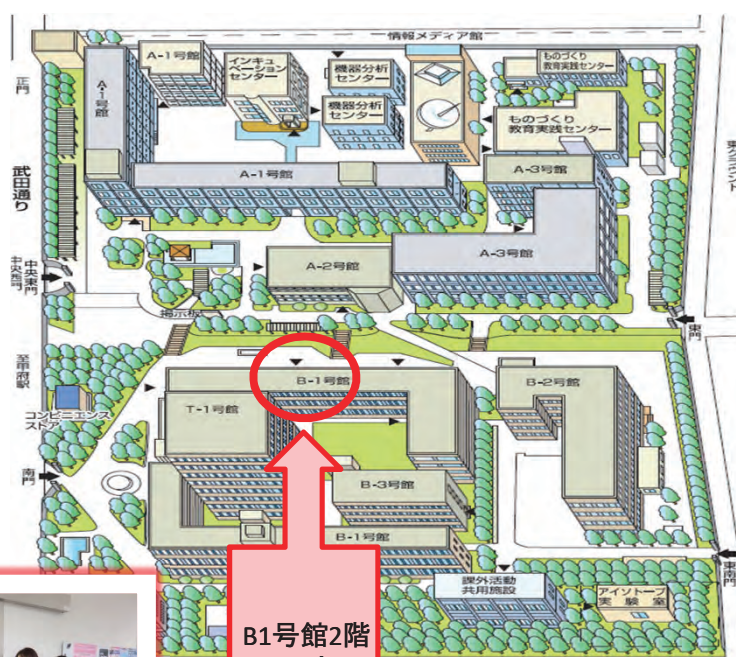 情報メディア館
A-1号館
インキュ
ベーション
センター
機器分析
センター
ものづくり
教育実践センター
正門
A-1号館
機器分析
センター
ものづくり
教育実践センター
武田通り
A-1号館
A-3号館
東グラウンド
A-3号館
A-2号館
中央東門
掲示板
東門
至甲府駅
B-1号館
B-2号館
T-1号館
コンビニエンス
ストア
南門
B-3号館
B-1号館
課外活動
共用施設
アイソトープ
実験室
東南門
B1号館2階